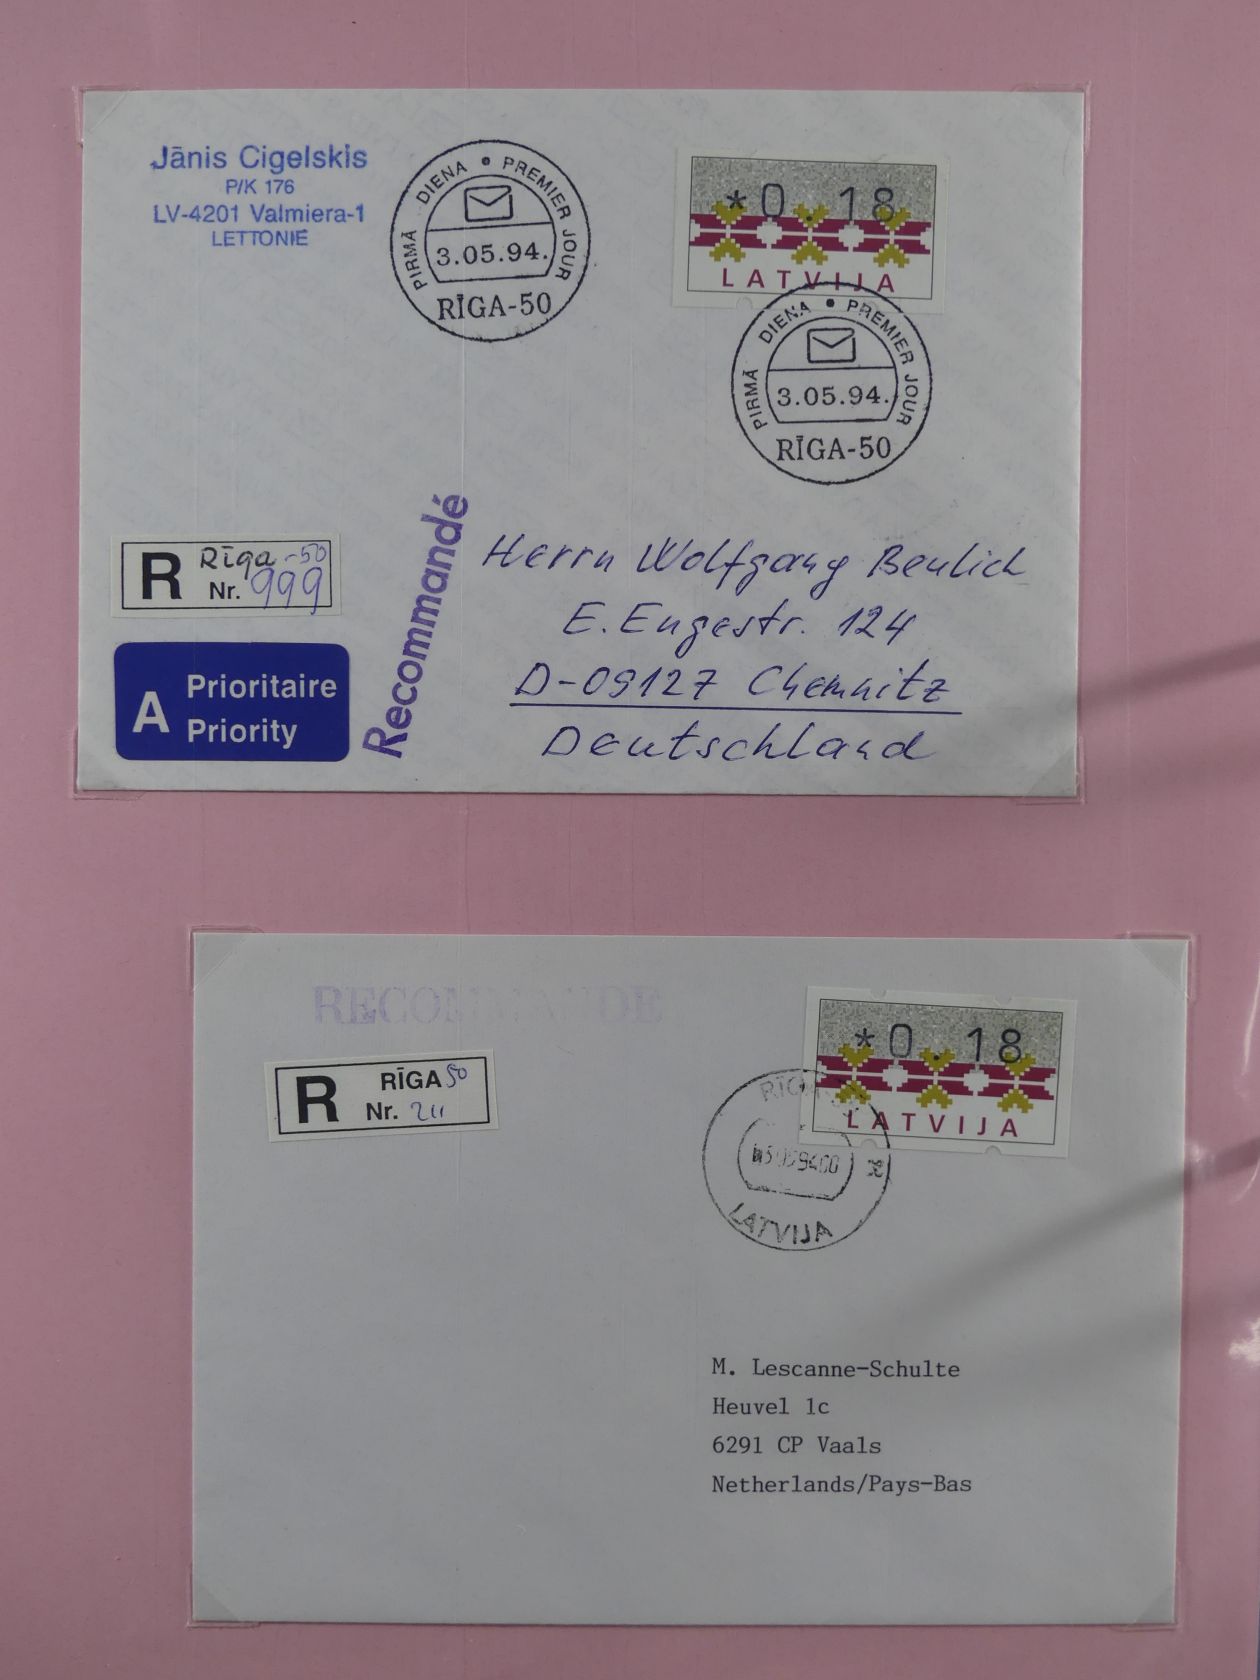 Jānis Cigelskis
P/K 176
LV-4201 Valmiera-1
LETTONIE
PIRMĀ DIENA • PREMIER JOUR
3.05.94.
RĪGA-50
*0.18
LATVIJA
PIRMĀ DIENA • PREMIER JOUR
3.05.94.
RĪGA-50
R Rīga-50
Nr. 999
A Prioritaire
Priority
Recommandé
Herrn Wolfgang Beulich
E. Engestr. 124
D-09127 Chemnitz
Deutschland
RECOMMANDE
R RĪGA 50
Nr. 211
*0.18
LATVIJA
RĪGA
LATVIJA
M. Lescanne-Schulte
Heuvel 1c
6291 CP Vaals
Netherlands/Pays-Bas